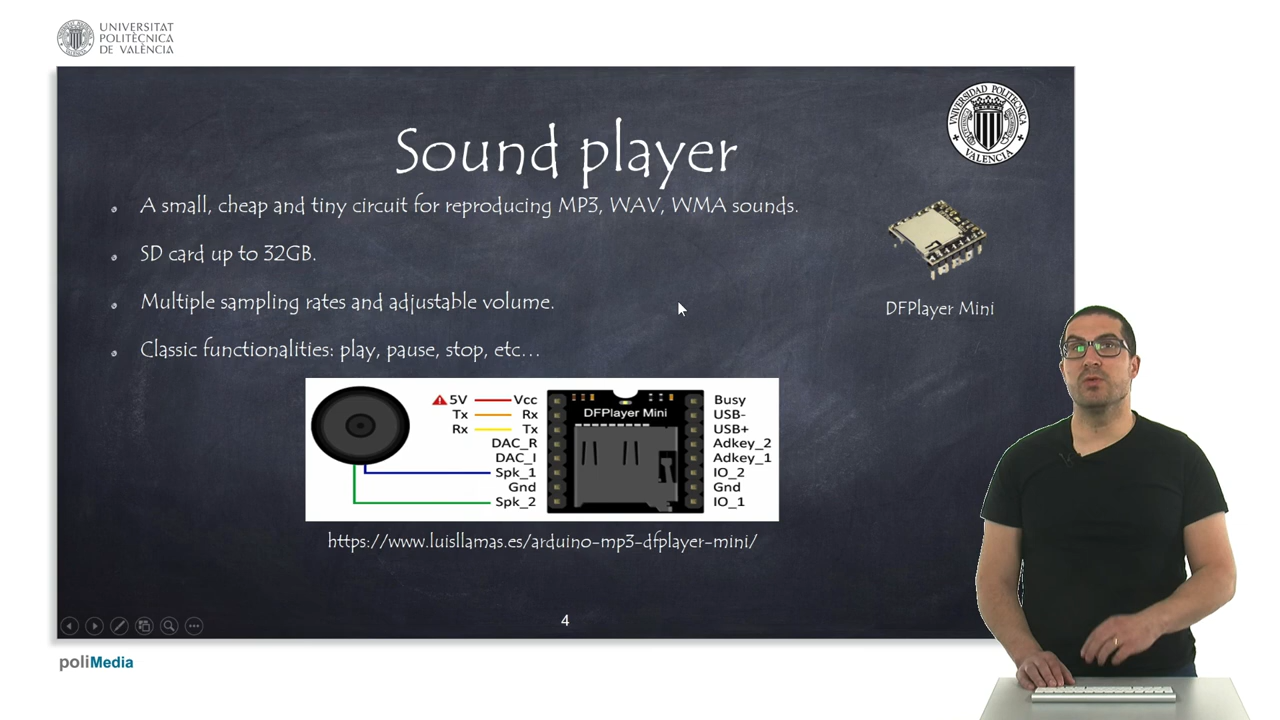 UNIVERSITAT
POLITÈCNICA
DE VALÈNCIA
UNIVERSIDAD POLITECNICA
VALENCIA
Sound player
A small, cheap and tiny circuit for reproducing MP3, WAV, WMA sounds.
SD card up to 32GB.
Multiple sampling rates and adjustable volume.
DFPlayer Mini
Classic functionalities: play, pause, stop, etc...
5V Vcc
Tx Rx
Rx Tx
DAC_R
DAC_I
Spk_1
Gnd
Spk_2
DFPlayer Mini
Busy
USB-
USB+
Adkey_2
Adkey_1
IO_2
Gnd
IO_1
https://www.luisllamas.es/arduino-mp3-dfplayer-mini/
4
poliMedia